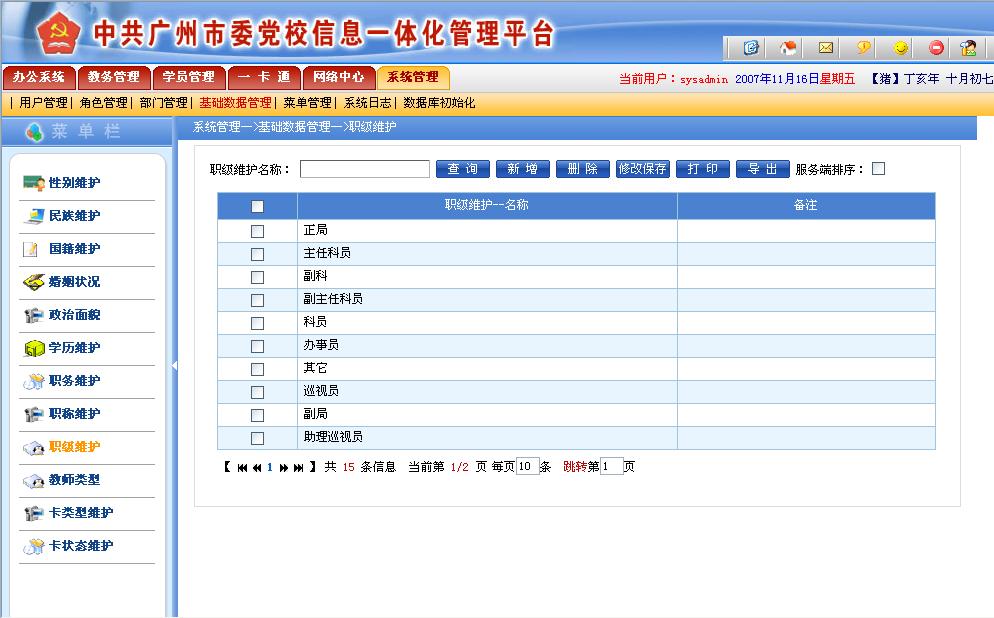 中共广州市委党校信息一体化管理平台
办公系统 教务管理 学员管理 一 卡 通 网络中心 系统管理
当前用户：sysadmin 2007年11月16日星期五 【猪】丁亥年 十月初七
| 用户管理| 角色管理| 部门管理| 基础数据管理| 菜单管理| 系统日志| 数据库初始化
菜 单 栏
系统管理—>基础数据管理—>职级维护
性别维护
民族维护
国籍维护
婚姻状况
政治面貌
学历维护
职务维护
职称维护
职级维护
教师类型
卡类型维护
卡状态维护
职级维护名称： 查 询 新 增 删 除 修改保存 打 印 导 出 服务端排序：
职级维护--名称 备注
正局
主任科员
副科
副主任科员
科员
办事员
其它
巡视员
副局
助理巡视员
【 1 】 共 15 条信息 当前第 1/2 页 每页10条 跳转第1页